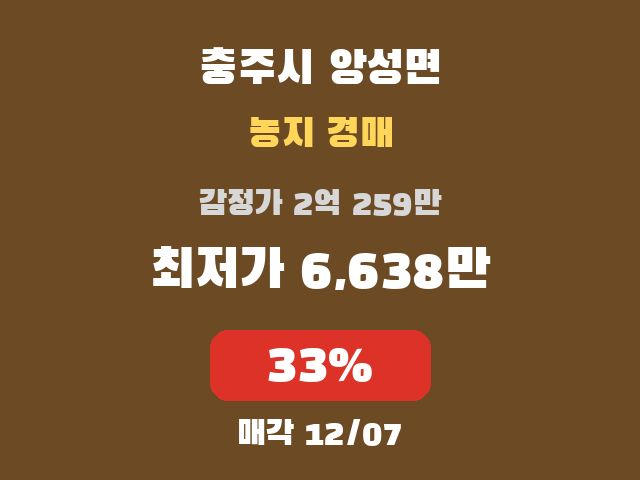 충주시 앙성면
농지 경매
감정가 2억 259만
최저가 6,638만
33%
매각 12/07